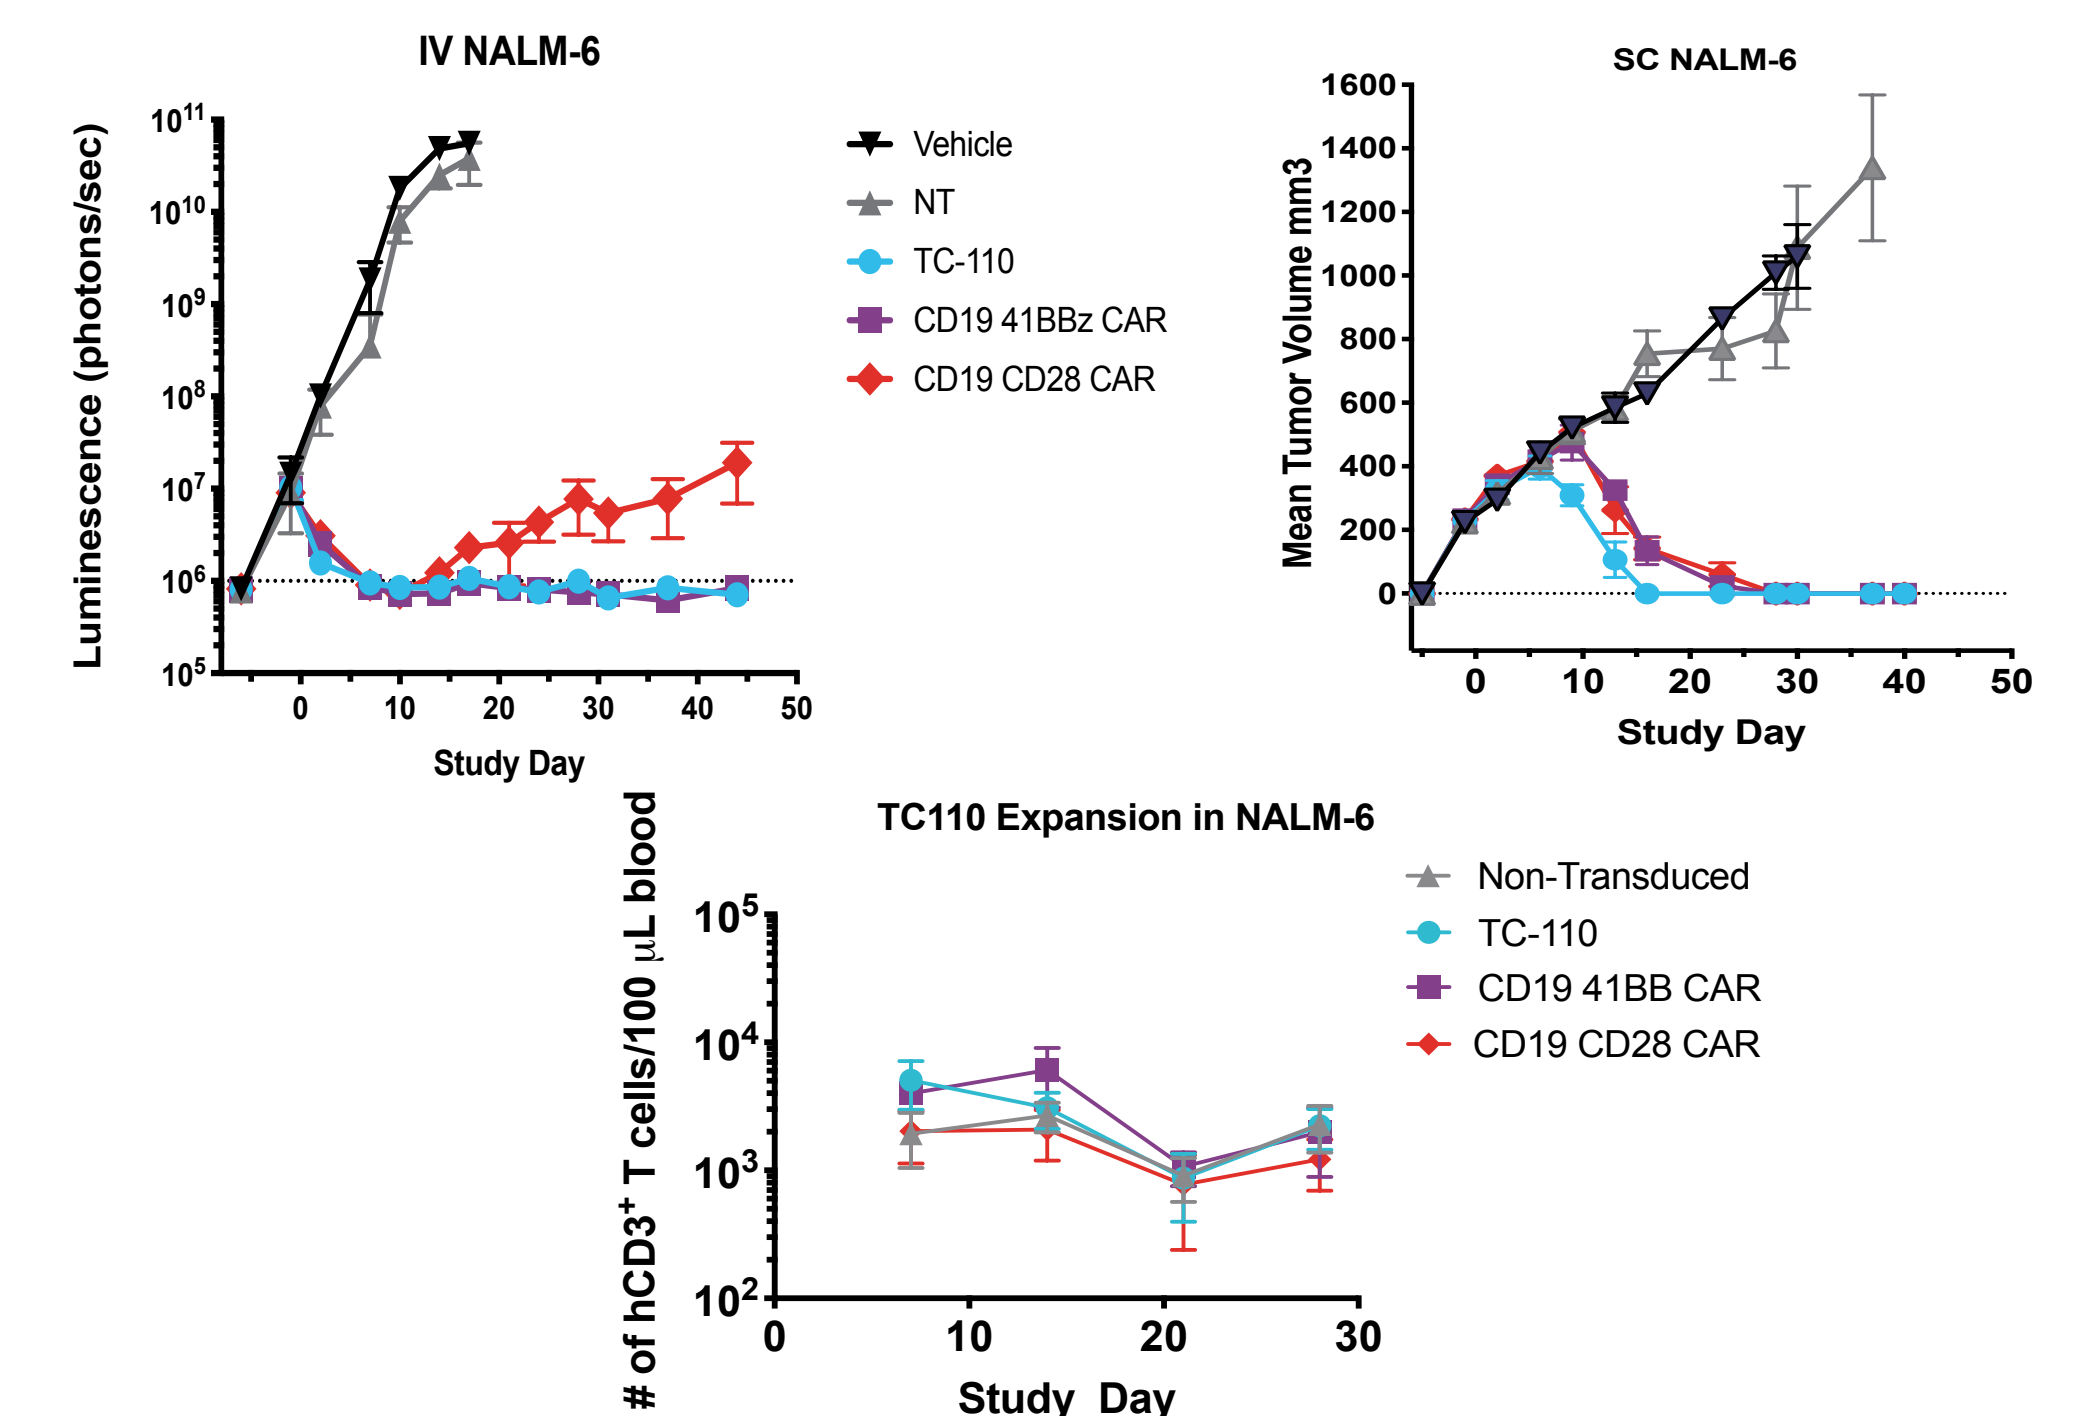 IV NALM-6
Luminescence (photons/sec)
10¹¹
10¹⁰
10⁹
10⁸
10⁷
10⁶
10⁵
0 10 20 30 40 50
Study Day
Vehicle
NT
TC-110
CD19 41BBz CAR
CD19 CD28 CAR
SC NALM-6
Mean Tumor Volume mm3
1600
1400
1200
1000
800
600
400
200
0
0 10 20 30 40 50
Study Day
TC110 Expansion in NALM-6
# of hCD3⁺ T cells/100 µL blood
10⁵
10⁴
10³
10²
0 10 20 30
Study Day
Non-Transduced
TC-110
CD19 41BB CAR
CD19 CD28 CAR